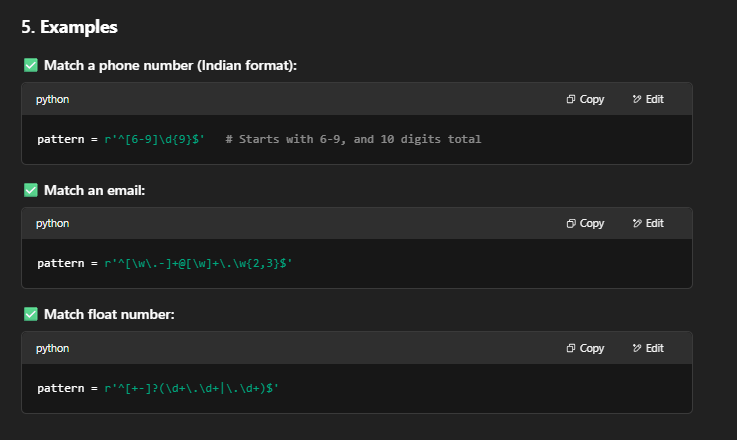 5. Examples
✅ Match a phone number (Indian format):
python Copy Edit
pattern = r'^[6-9]\d{9}$'   # Starts with 6-9, and 10 digits total
✅ Match an email:
python Copy Edit
pattern = r'^[\w\.-]+@[\w]+\.\w{2,3}$'
✅ Match float number:
python Copy Edit
pattern = r'^[+-]?(\d+\.\d+|\.\d+)$'